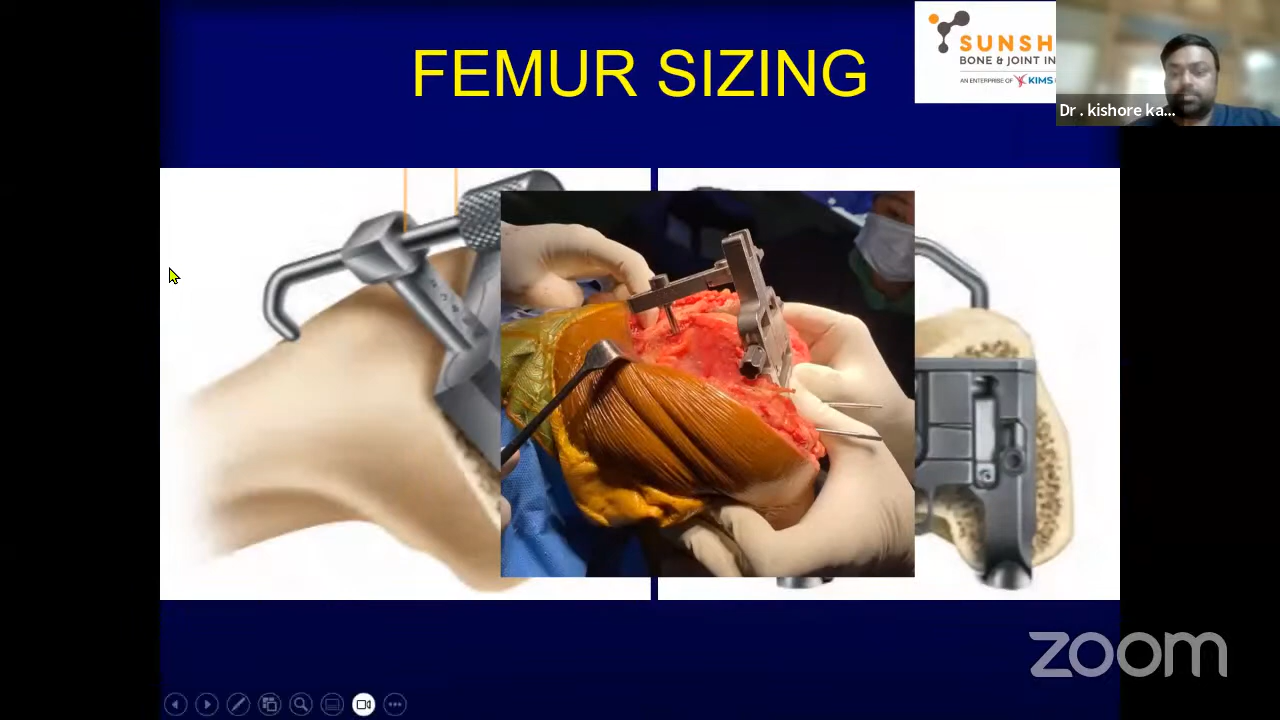 FEMUR SIZING
SUNSH
BONE & JOINT IN
AN ENTERPRISE OF KIMS
Dr . kishore ka...
zoom